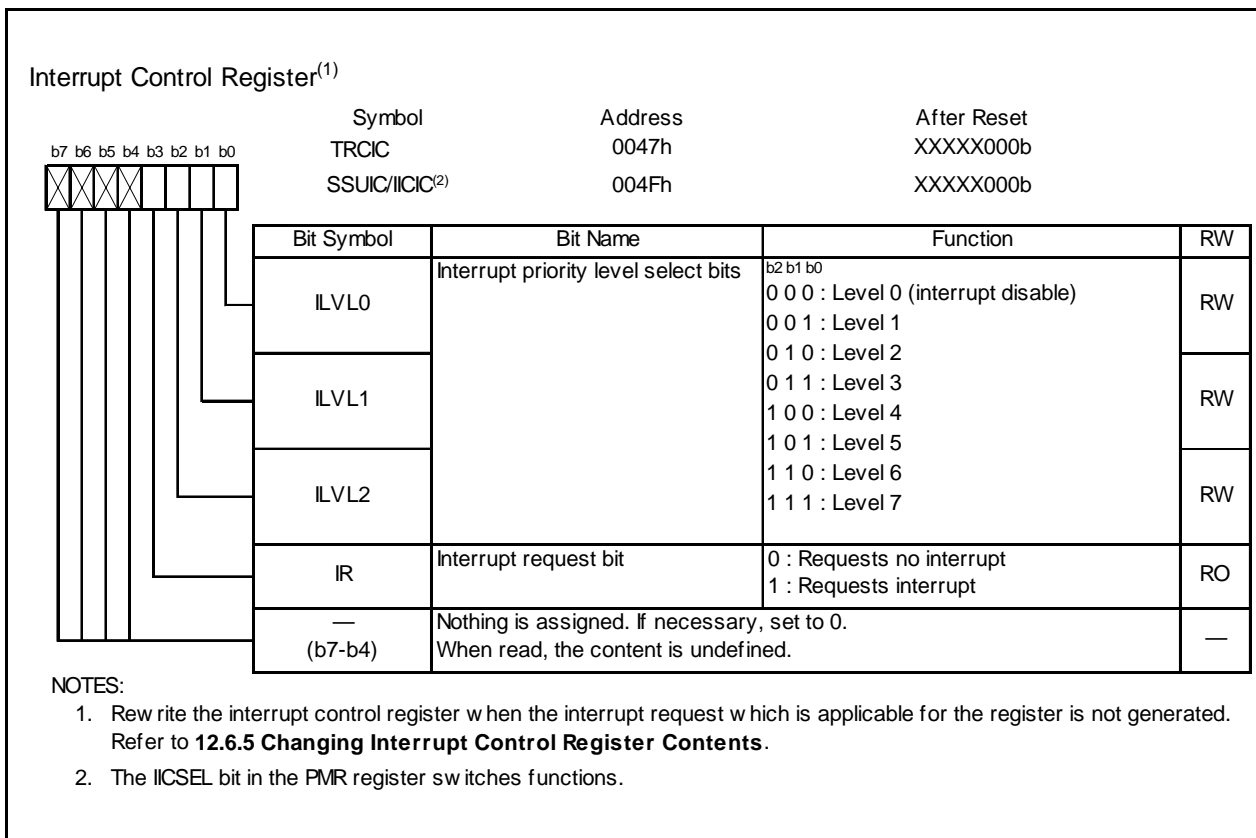 Interrupt Control Register(1)
Symbol Address After Reset
TRCIC 0047h XXXXX000b
SSUIC/IICIC(2) 004Fh XXXXX000b
b7 b6 b5 b4 b3 b2 b1 b0
Bit Symbol Bit Name Function RW
ILVL0 Interrupt priority level select bits b2 b1 b0
0 0 0 : Level 0 (interrupt disable) RW
0 0 1 : Level 1
0 1 0 : Level 2
ILVL1 0 1 1 : Level 3 RW
1 0 0 : Level 4
1 0 1 : Level 5
ILVL2 1 1 0 : Level 6 RW
1 1 1 : Level 7
IR Interrupt request bit 0 : Requests no interrupt RO
1 : Requests interrupt
— Nothing is assigned. If necessary, set to 0. —
(b7-b4) When read, the content is undefined.
NOTES:
1. Rewrite the interrupt control register when the interrupt request which is applicable for the register is not generated.
Refer to 12.6.5 Changing Interrupt Control Register Contents.
2. The IICSEL bit in the PMR register switches functions.